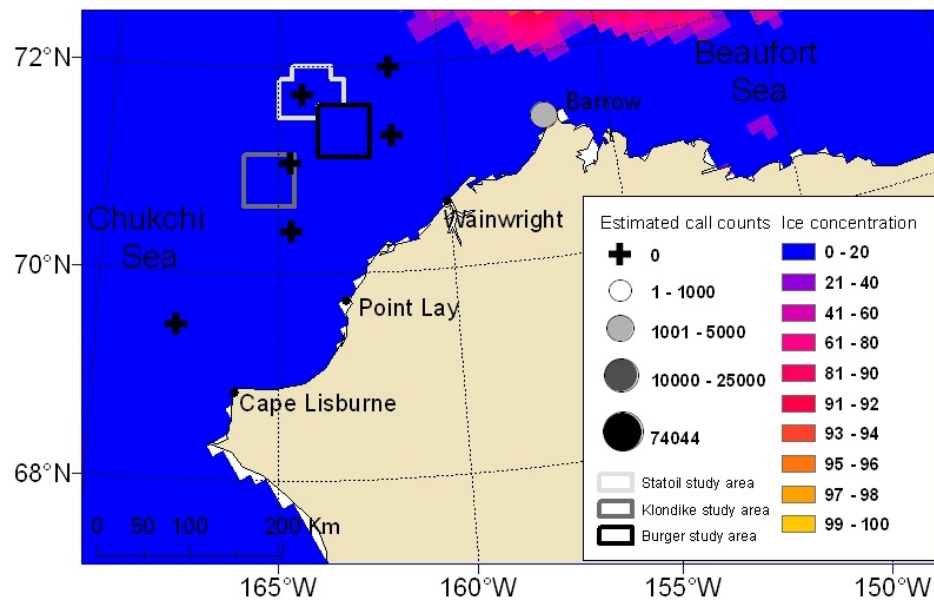 72°N
70°N
68°N
Beaufort
Sea
Barrow
Wainwright
Chukchi
Sea
Point Lay
Cape Lisburne
0 50 100 200 Km
165°W 160°W 155°W 150°W
Estimated call counts
0
1 - 1000
1001 - 5000
10000 - 25000
74044
Statoil study area
Klondike study area
Burger study area
Ice concentration
0 - 20
21 - 40
41 - 60
61 - 80
81 - 90
91 - 92
93 - 94
95 - 96
97 - 98
99 - 100